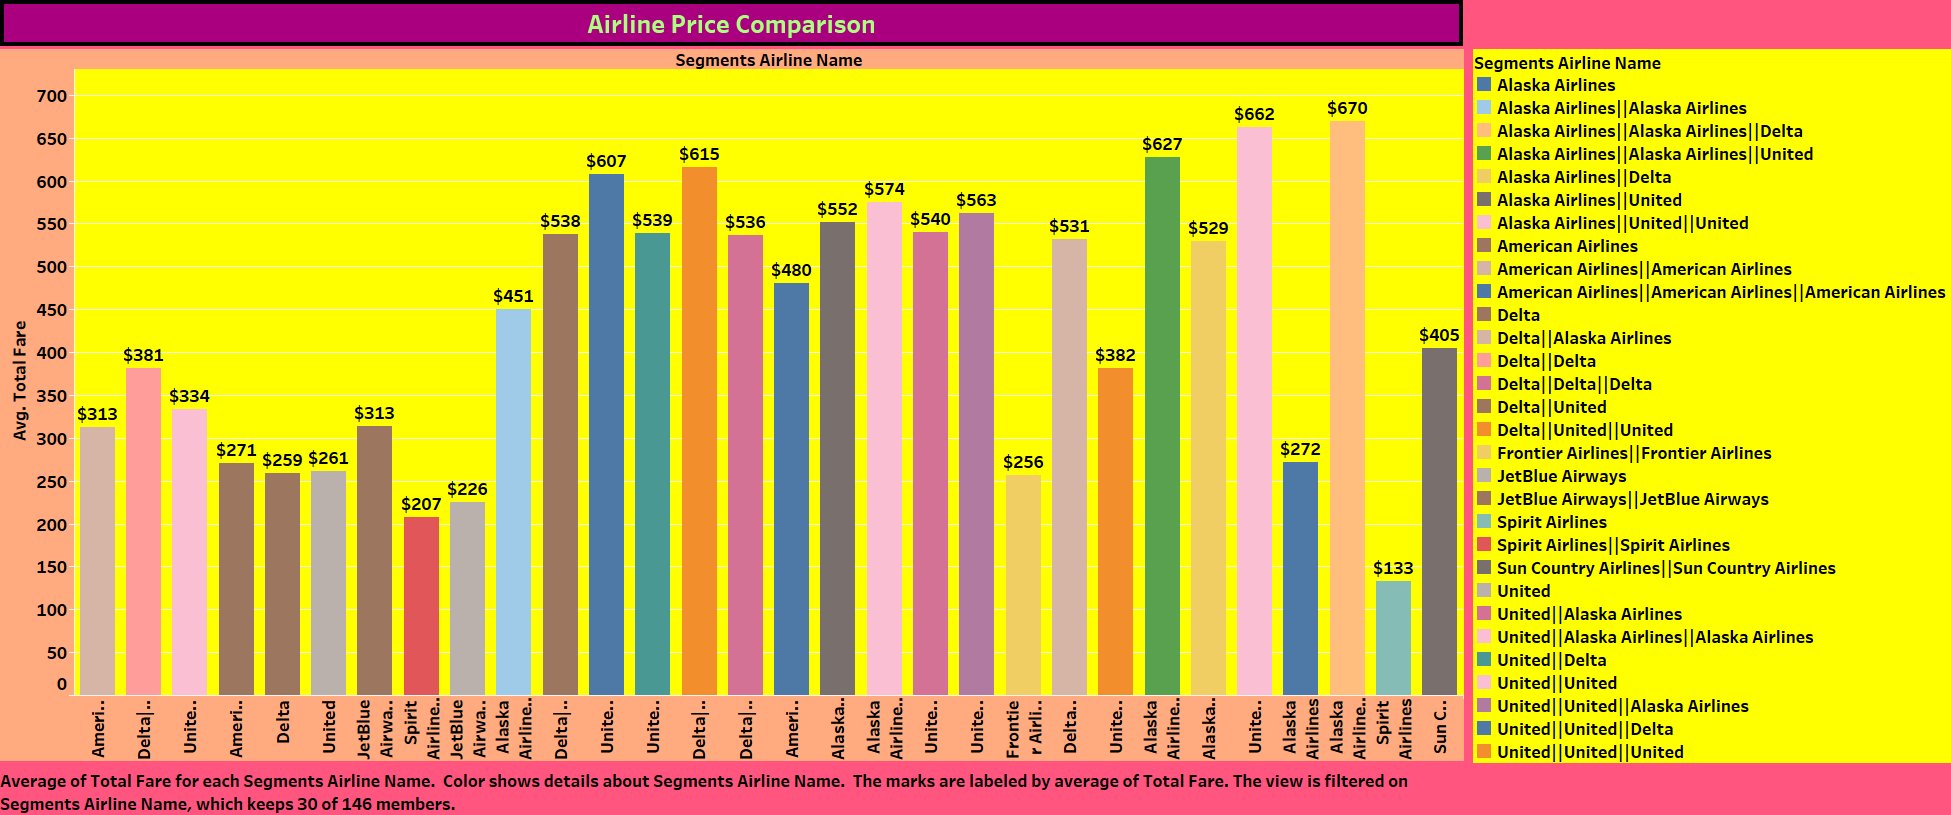 Airline Price Comparison
Segments Airline Name
Avg. Total Fare
700
650
600
550
500
450
400
350
300
250
200
150
100
50
0
$313
$381
$334
$271
$259
$261
$313
$207
$226
$451
$538
$607
$539
$615
$536
$480
$552
$574
$540
$563
$256
$531
$382
$627
$529
$662
$272
$670
$133
$405
Ameri..
Delta|..
Unite..
Ameri..
Delta
United
JetBlue
Airwa..
Spirit
Airline..
JetBlue
Airwa..
Alaska
Airline..
Delta|..
Unite..
Unite..
Delta|..
Delta|..
Ameri..
Alaska..
Alaska
Airline..
Unite..
Unite..
Frontie
r Airli..
Delta..
Unite..
Alaska
Airline..
Alaska..
Unite..
Alaska
Airlines
Alaska
Airline..
Spirit
Airlines
Sun C..
Segments Airline Name
Alaska Airlines
Alaska Airlines||Alaska Airlines
Alaska Airlines||Alaska Airlines||Delta
Alaska Airlines||Alaska Airlines||United
Alaska Airlines||Delta
Alaska Airlines||United
Alaska Airlines||United||United
American Airlines
American Airlines||American Airlines
American Airlines||American Airlines||American Airlines
Delta
Delta||Alaska Airlines
Delta||Delta
Delta||Delta||Delta
Delta||United
Delta||United||United
Frontier Airlines||Frontier Airlines
JetBlue Airways
JetBlue Airways||JetBlue Airways
Spirit Airlines
Spirit Airlines||Spirit Airlines
Sun Country Airlines||Sun Country Airlines
United
United||Alaska Airlines
United||Alaska Airlines||Alaska Airlines
United||Delta
United||United
United||United||Alaska Airlines
United||United||Delta
United||United||United
Average of Total Fare for each Segments Airline Name.  Color shows details about Segments Airline Name.  The marks are labeled by average of Total Fare. The view is filtered on
Segments Airline Name, which keeps 30 of 146 members.